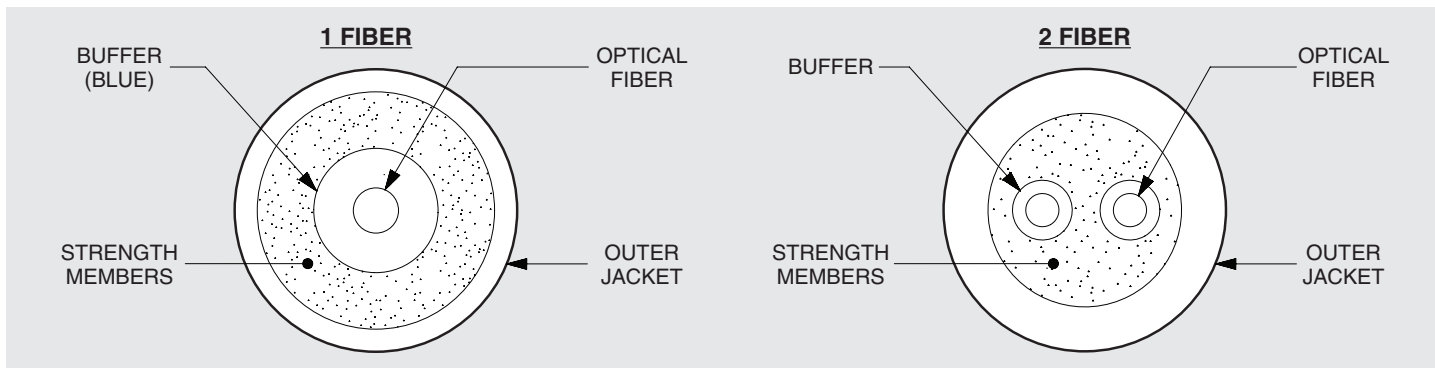 1 FIBER
BUFFER
(BLUE)
OPTICAL
FIBER
STRENGTH
MEMBERS
OUTER
JACKET
2 FIBER
BUFFER
OPTICAL
FIBER
STRENGTH
MEMBERS
OUTER
JACKET